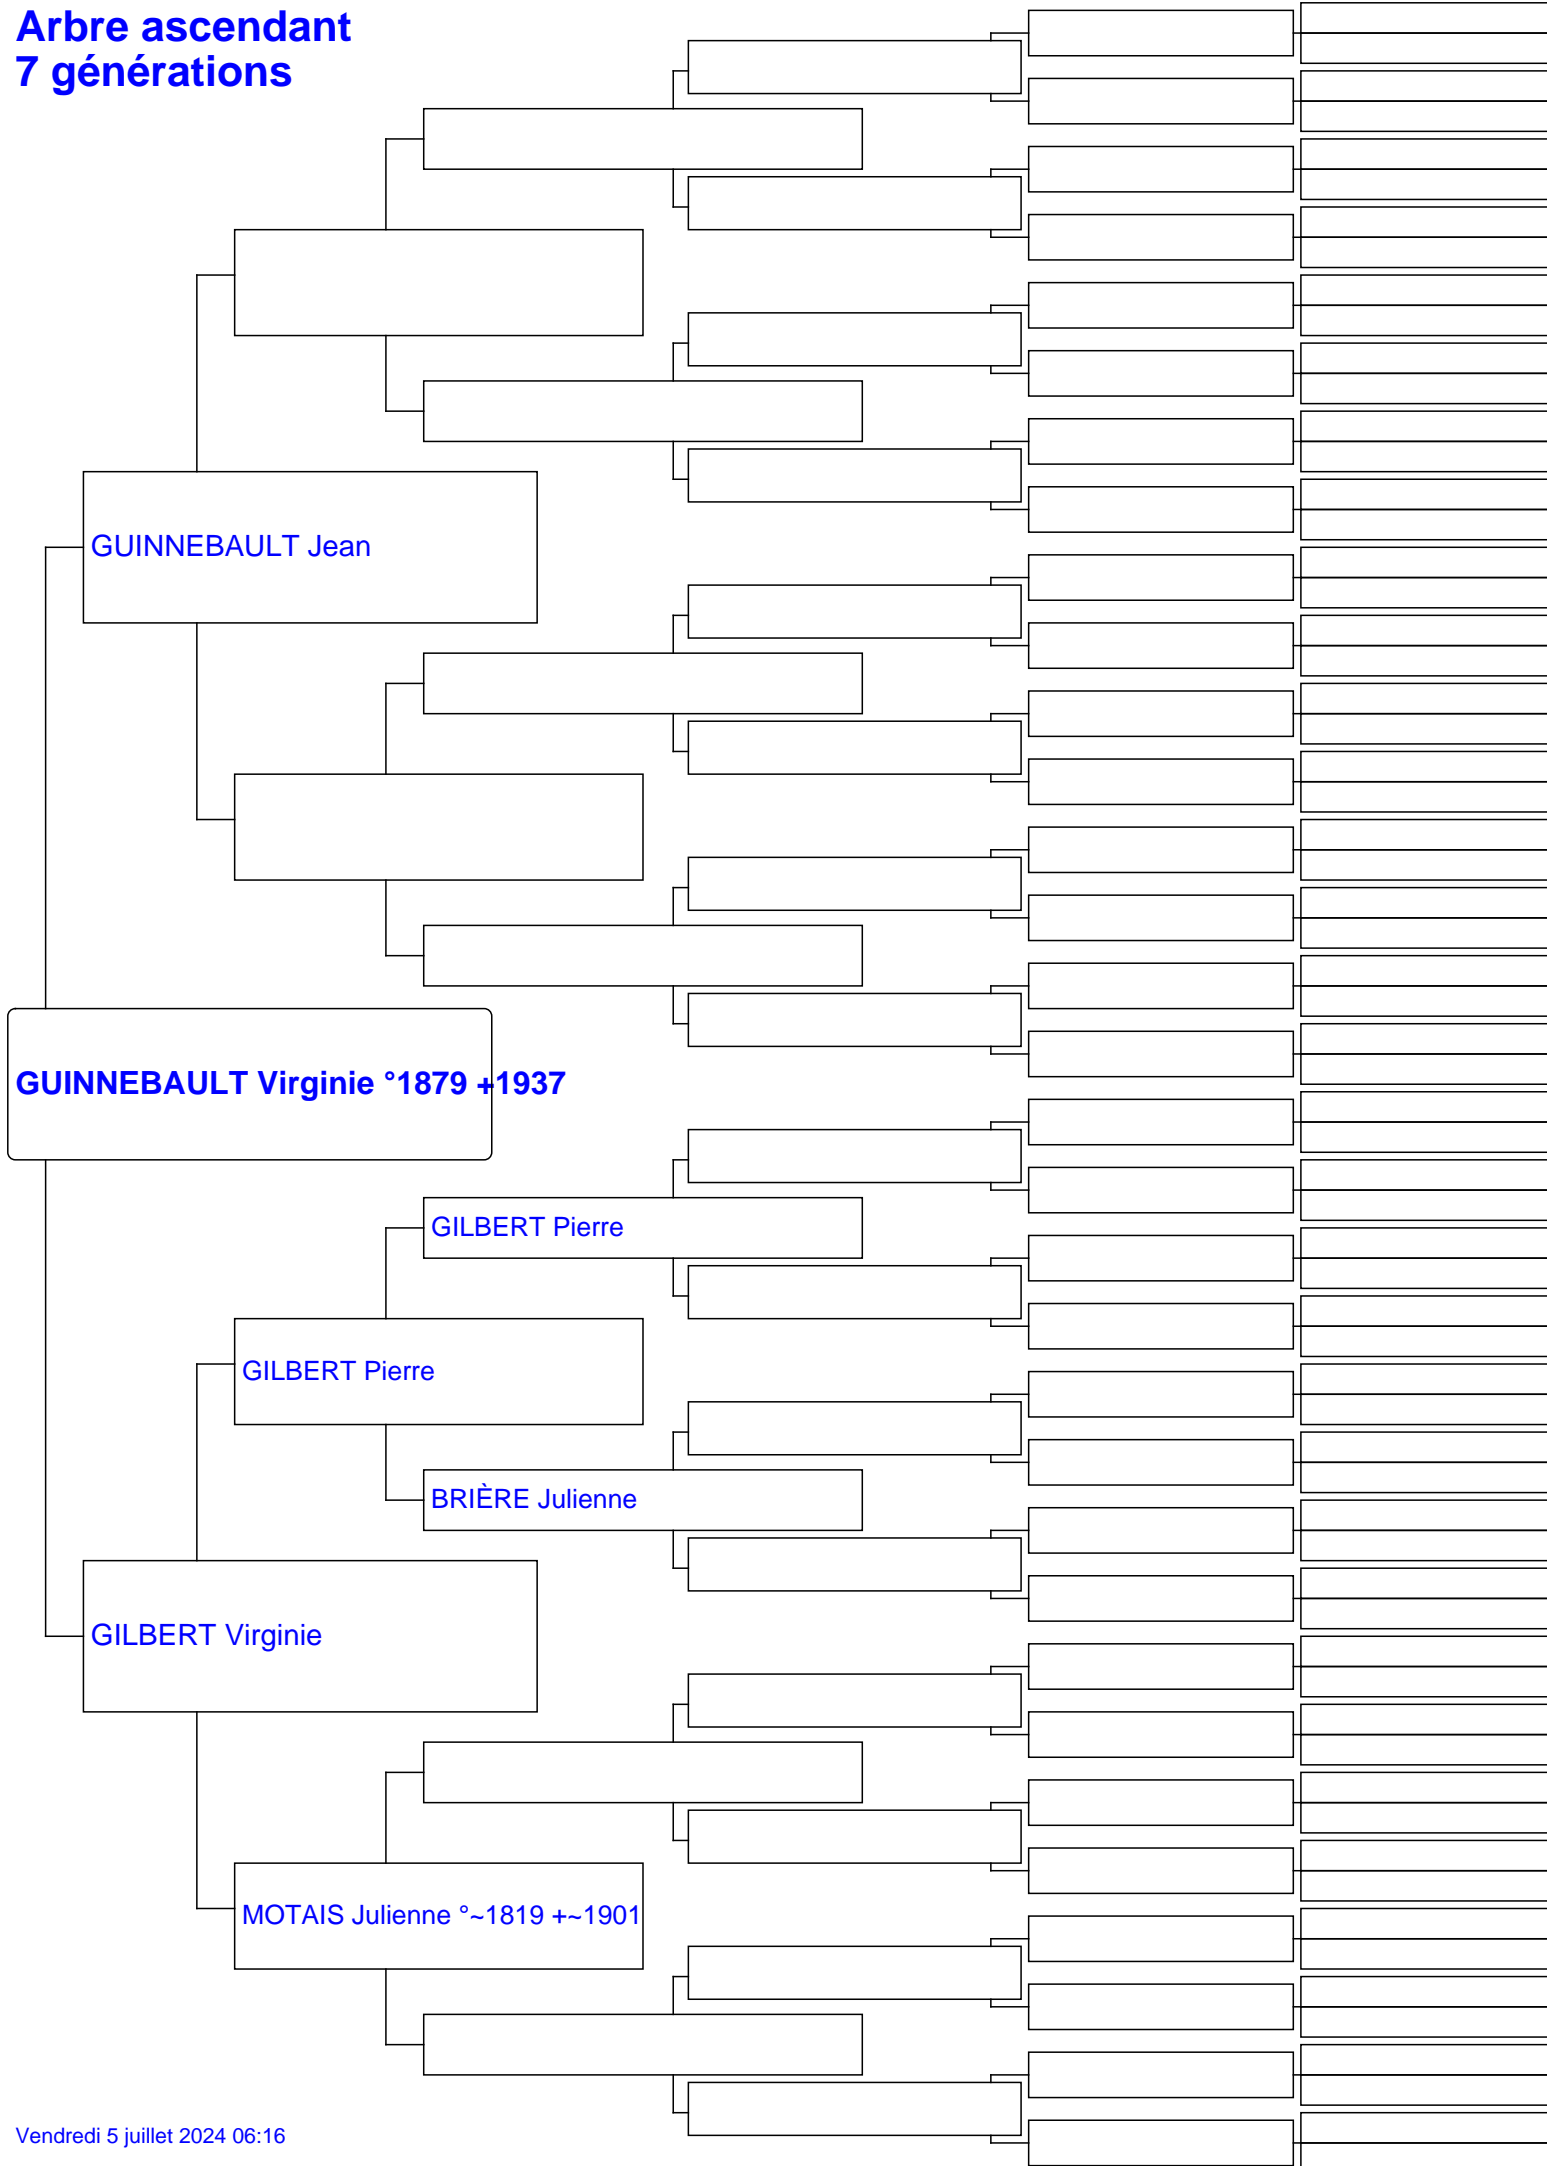 Arbre ascendant
7 générations
GUINNEBAULT Jean
GUINNEBAULT Virginie °1879 +1937
GILBERT Pierre
GILBERT Pierre
BRIÈRE Julienne
GILBERT Virginie
MOTAIS Julienne °~1819 +~1901
Vendredi 5 juillet 2024 06:16